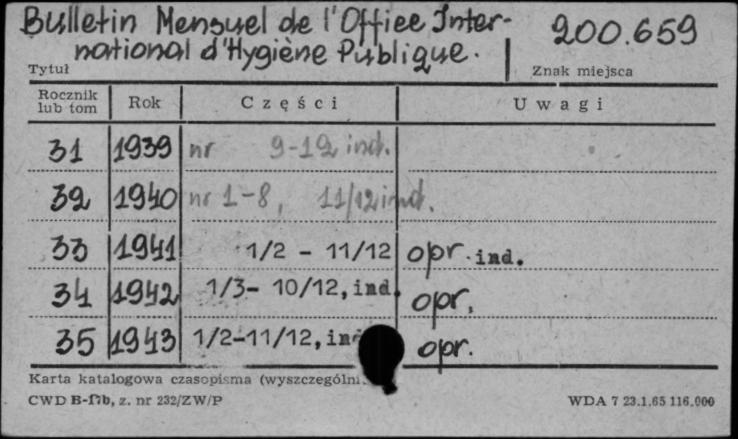 Bulletin Mensuel de l'Office Inter-
national d'Hygiène Publique.
200.659
Tytuł
Znak miejsca
Rocznik lub tom Rok Części Uwagi
31 1939 nr 9-12 ind.
32 1940 nr 1-8, 11/12 ind.
33 1941 1/2 - 11/12 opr. ind.
34 1942 1/3- 10/12, ind. opr.
35 1943 1/2-11/12, opr.
Karta katalogowa czasopisma
CWD B-17b, z. nr 232/ZW/P
WDA 7 23.1.65 116.000